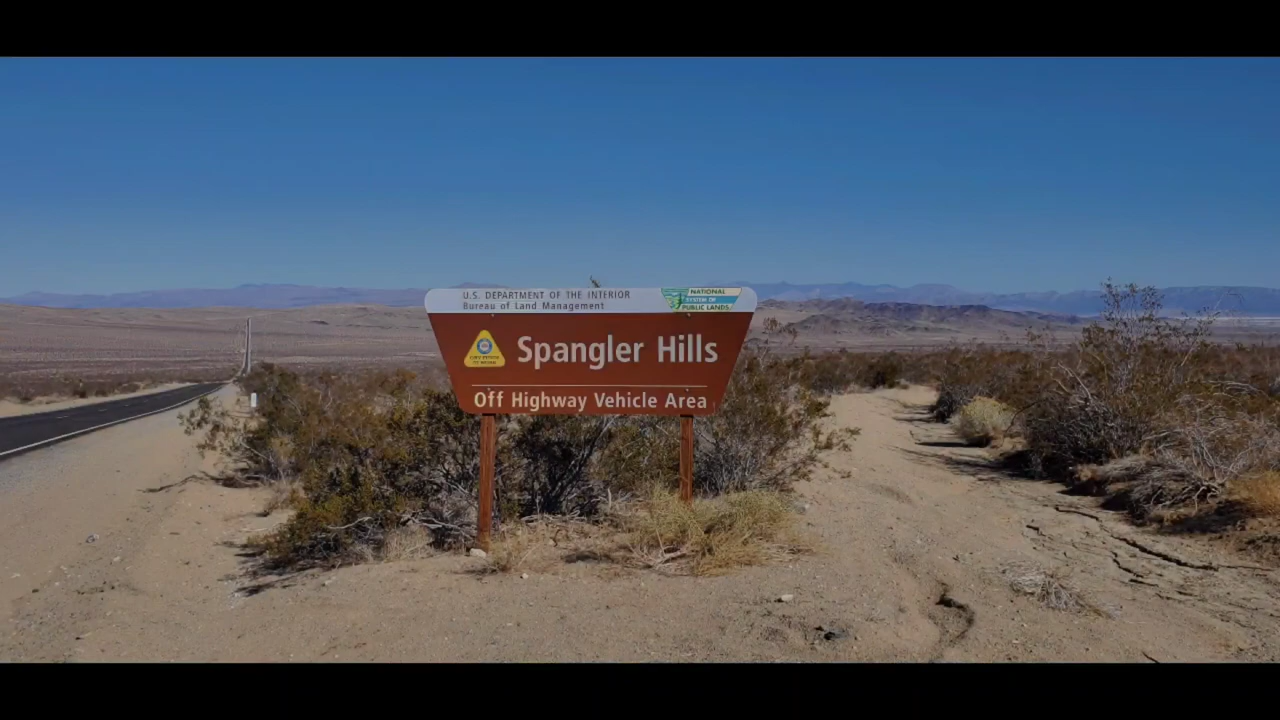 U.S. DEPARTMENT OF THE INTERIOR
Bureau of Land Management
NATIONAL
SYSTEM OF
PUBLIC LANDS
Spangler Hills
Off Highway Vehicle Area